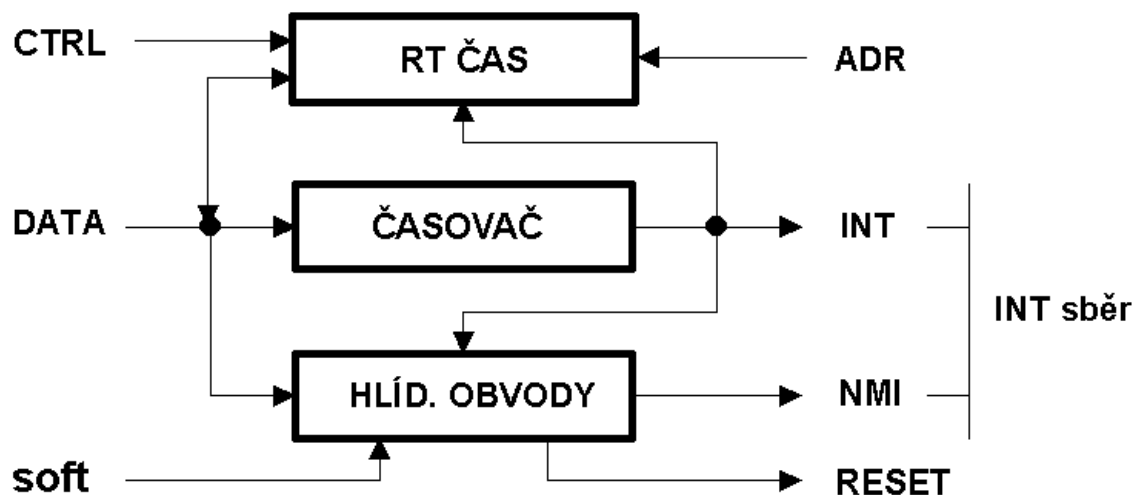 CTRL
RT ČAS
ADR
DATA
ČASOVAČ
INT
INT sběr
HLÍD. OBVODY
NMI
soft
RESET